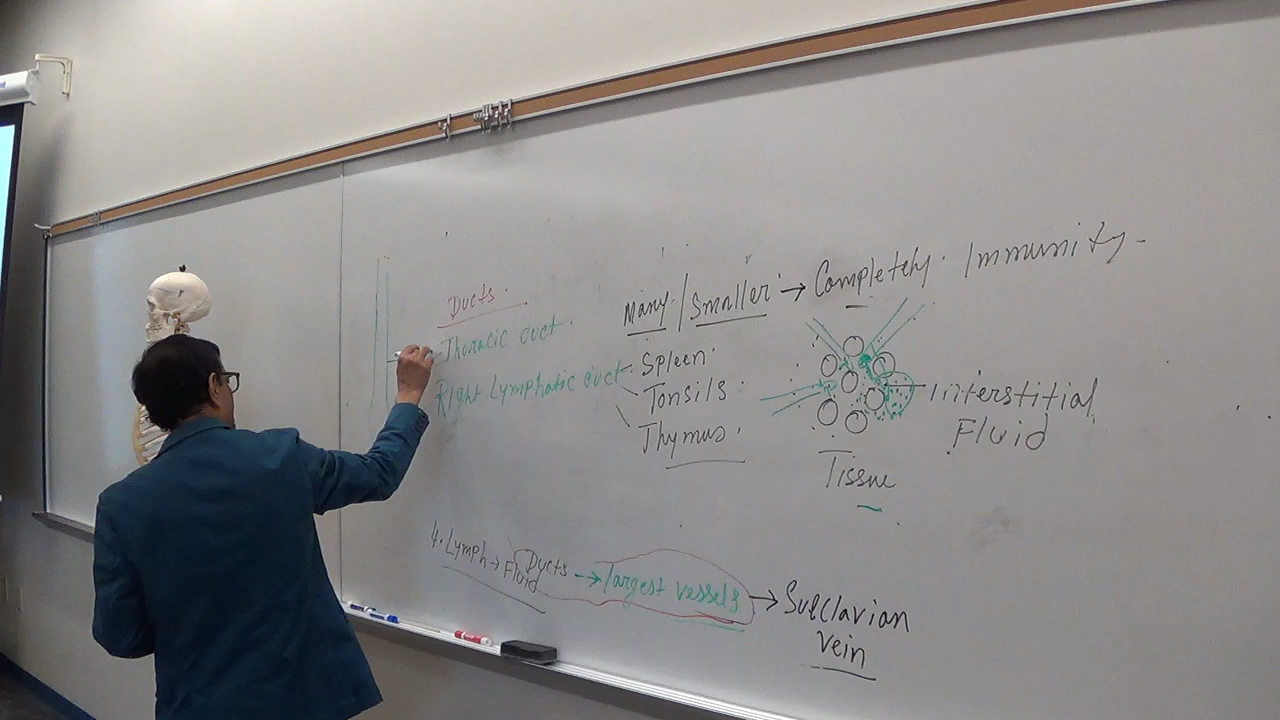 Ducts.
Thoracic duct.
Right Lymphatic duct
Many/Smaller → Completely. Immunity-
Spleen.
Tonsils.
Thymus.
Interstitial
Fluid
Tissue
4. Lymph → Ducts → largest vessels → Subclavian
Fluid
vein